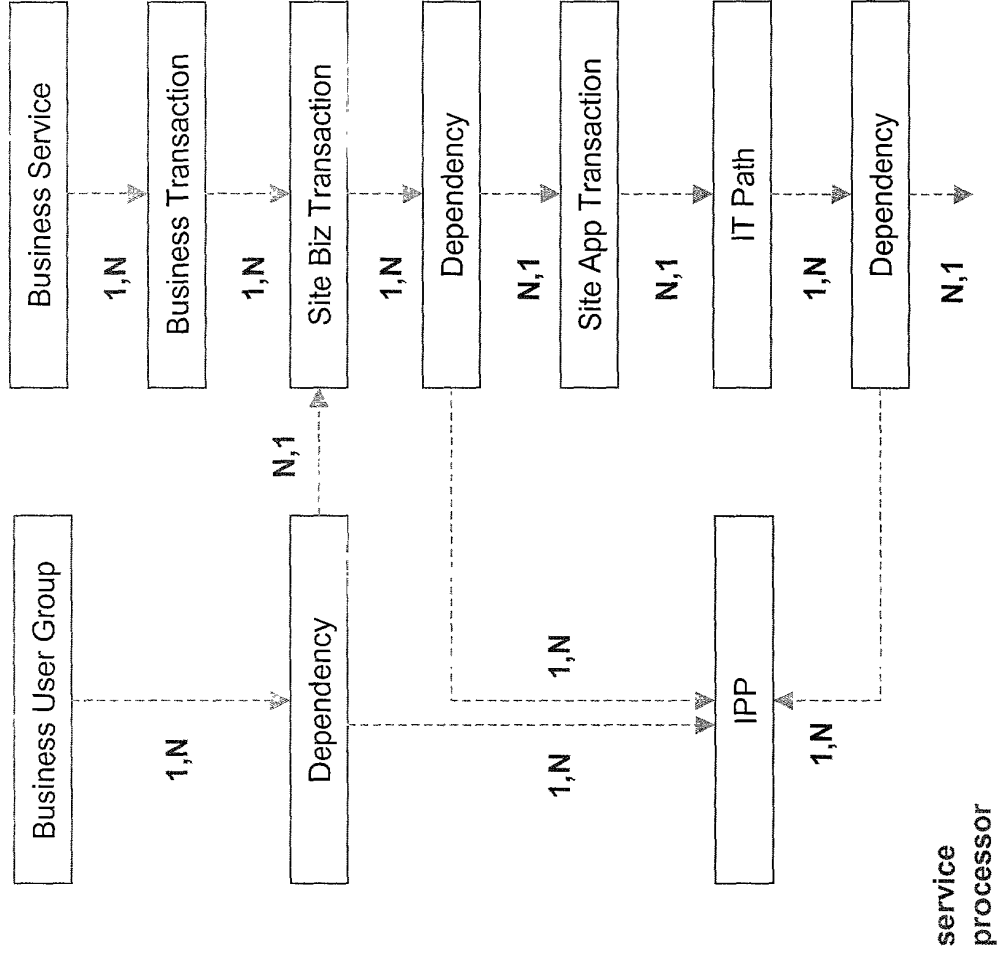 Business Service
1,N
Business Transaction
1,N
Site Biz Transaction
1,N
Dependency
N,1
Site App Transaction
N,1
IT Path
1,N
Dependency
N,1
Business User Group
1,N
Dependency
N,1
1,N
1,N
IPP
1,N
service
processor